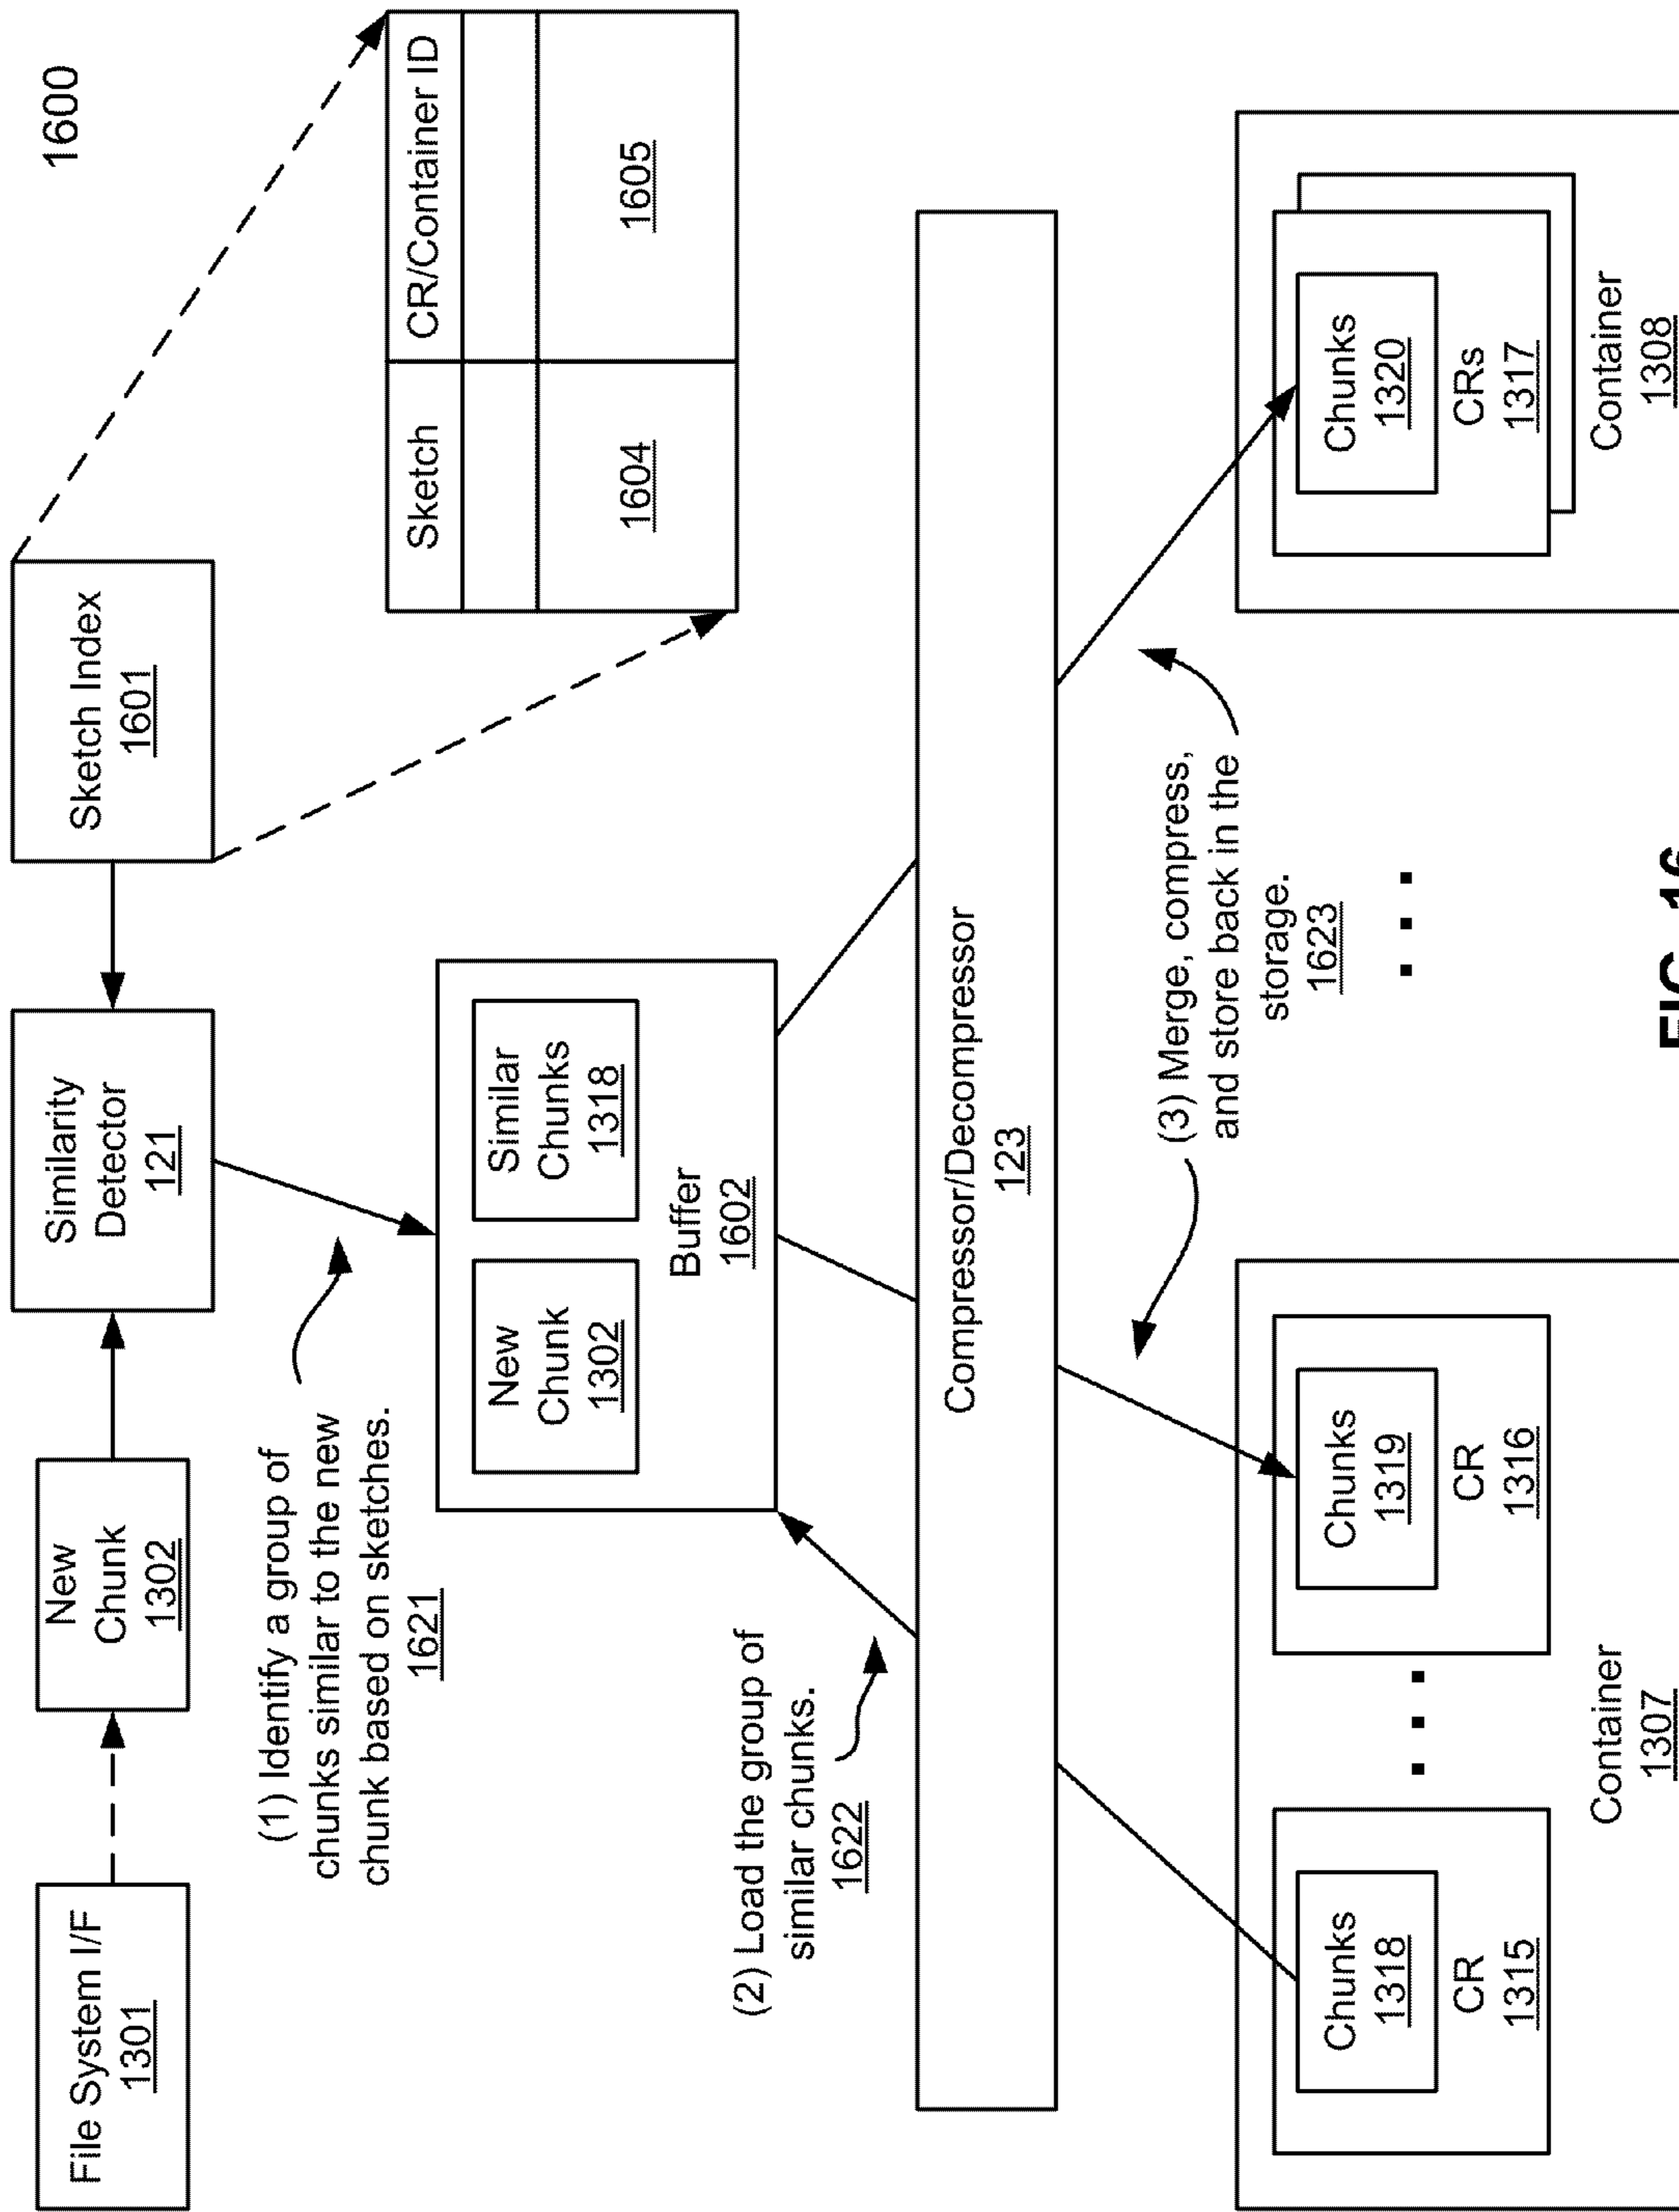 1600
File System I/F
1301
New
Chunk
1302
Similarity
Detector
121
Sketch Index
1601
(1) Identify a group of
chunks similar to the new
chunk based on sketches.
1621
Sketch
CR/Container ID
1604
1605
New
Chunk
1302
Similar
Chunks
1318
Buffer
1602
(2) Load the group of
similar chunks.
1622
Compressor/Decompressor
123
(3) Merge, compress,
and store back in the
storage.
1623
Chunks
1318
CR
1315
Chunks
1319
CR
1316
Container
1307
Chunks
1320
CRs
1317
Container
1308
FIG. 16